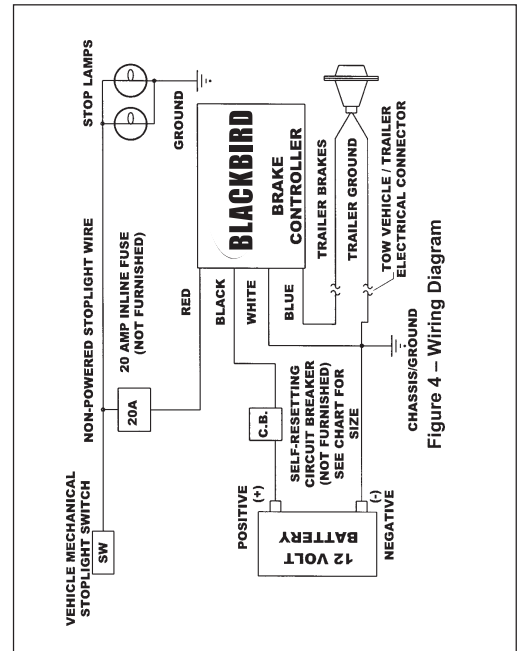 VEHICLE MECHANICAL
STOPLIGHT SWITCH
SW
NON-POWERED STOPLIGHT WIRE
STOP LAMPS
20A
20 AMP INLINE FUSE
(NOT FURNISHED)
GROUND
RED
BLACK
WHITE
BLUE
BLACKBIRD
BRAKE
CONTROLLER
POSITIVE
(+)
C.B.
SELF-RESETTING
CIRCUIT BREAKER
(NOT FURNISHED)
SEE CHART FOR
SIZE
12 VOLT
BATTERY
(-)
NEGATIVE
TRAILER BRAKES
TRAILER GROUND
TOW VEHICLE / TRAILER
ELECTRICAL CONNECTOR
CHASSIS/GROUND
Figure 4 – Wiring Diagram